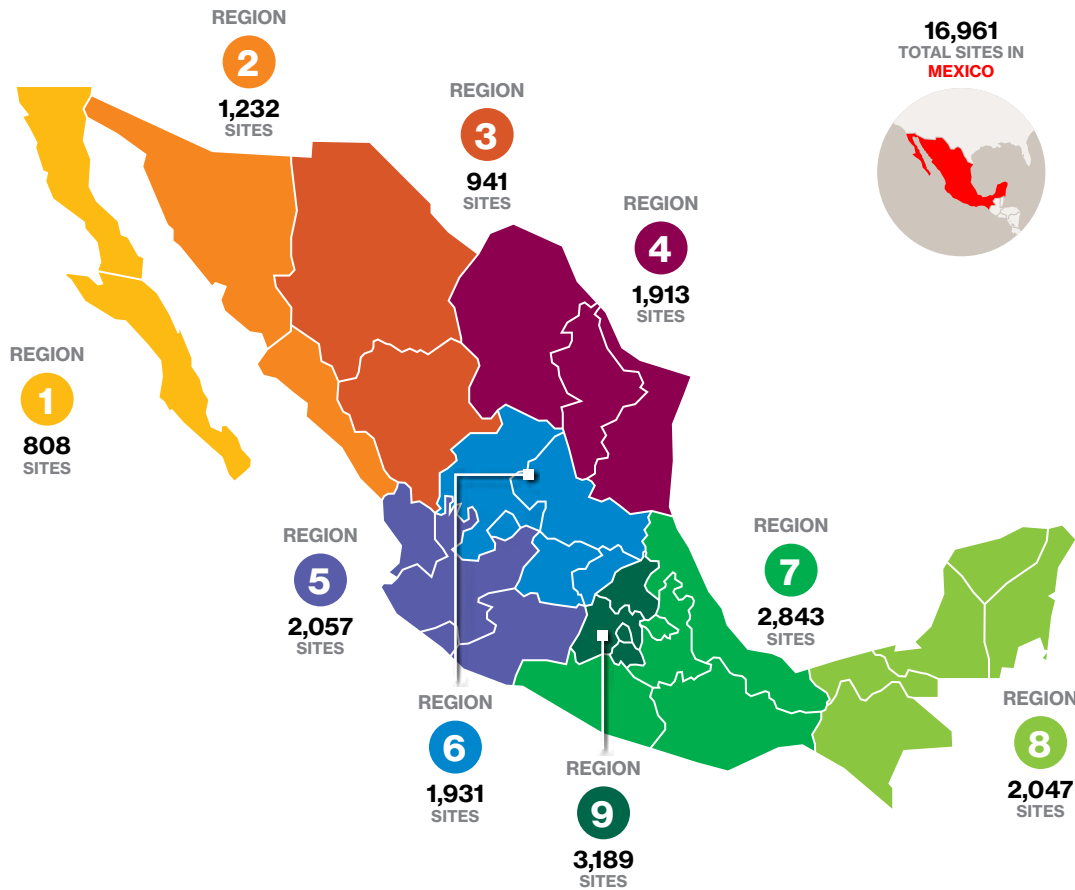 REGION
2
1,232
SITES
16,961
TOTAL SITES IN
MEXICO
REGION
3
941
SITES
REGION
4
1,913
SITES
REGION
1
808
SITES
REGION
5
2,057
SITES
REGION
7
2,843
SITES
REGION
6
1,931
SITES
REGION
8
2,047
SITES
REGION
9
3,189
SITES